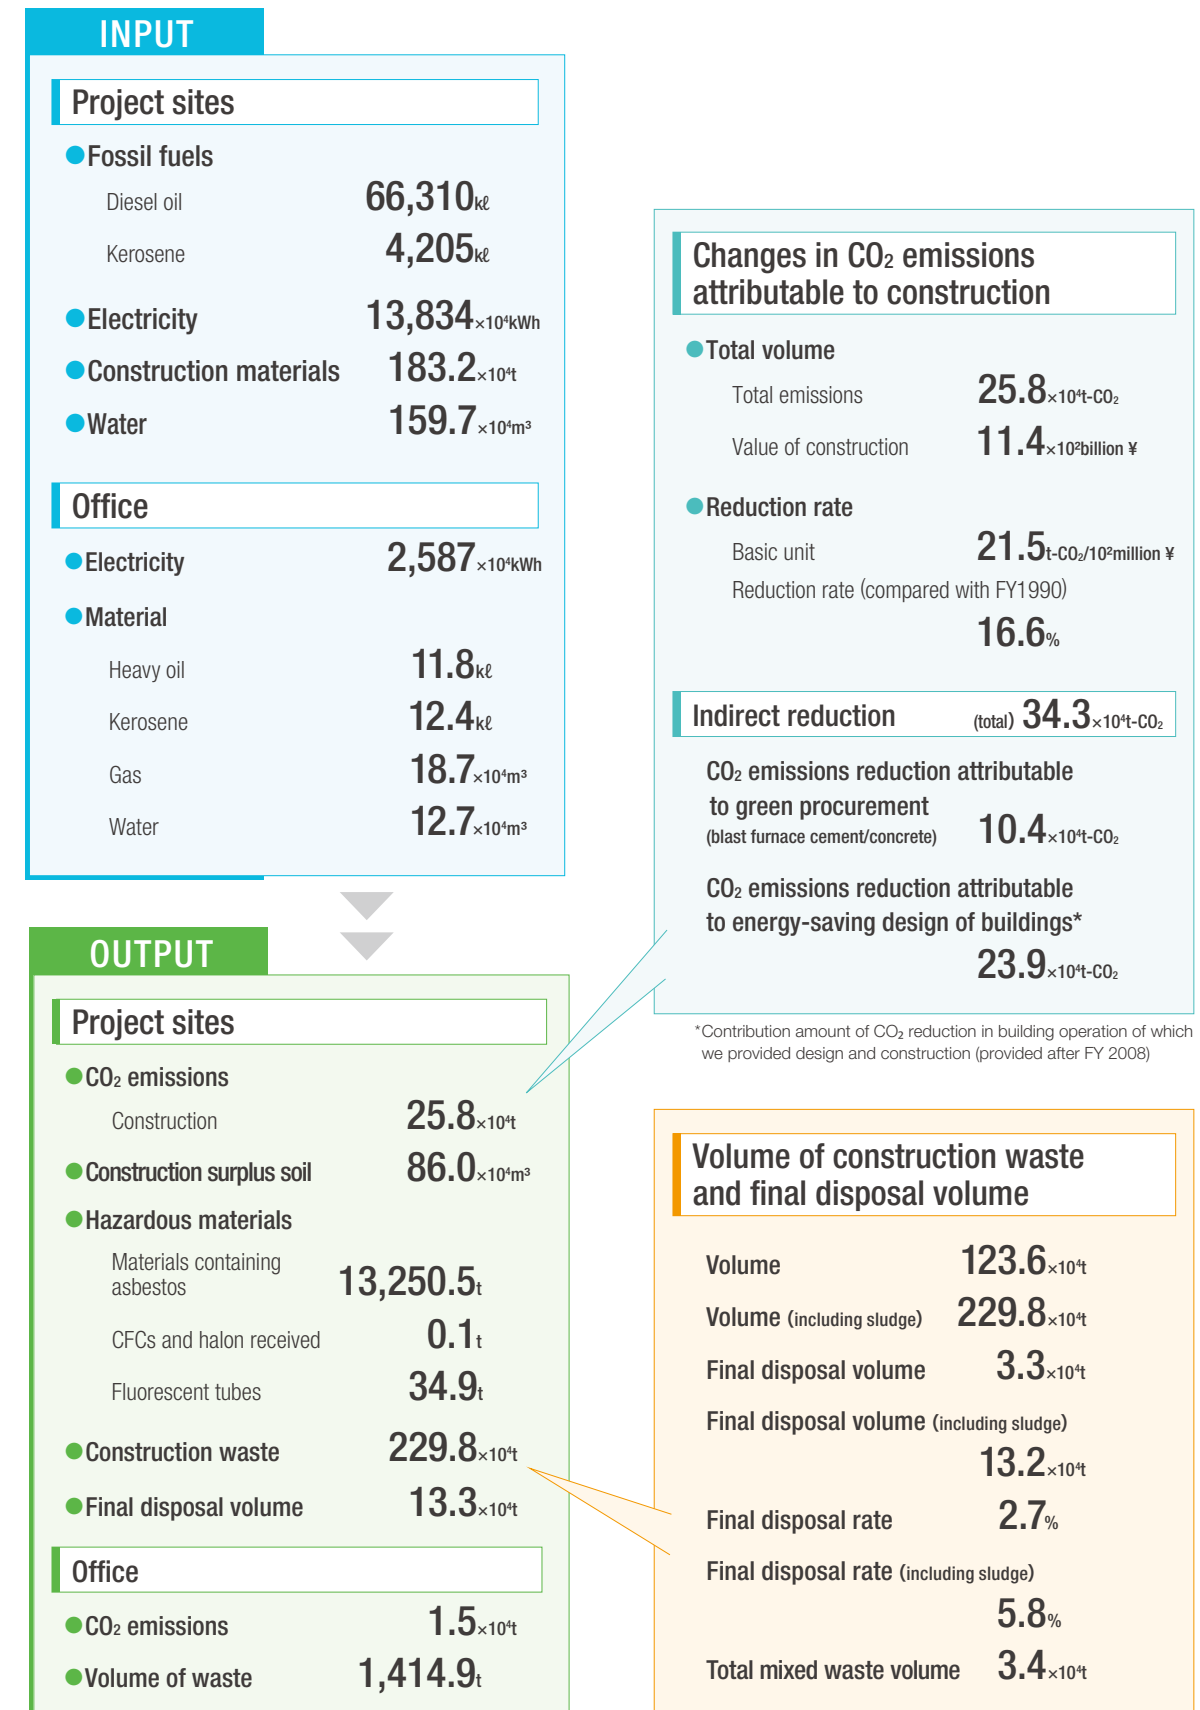 INPUT
Project sites
●Fossil fuels
Diesel oil 66,310kℓ
Kerosene 4,205kℓ
●Electricity 13,834×10⁴kWh
●Construction materials 183.2×10⁴t
●Water 159.7×10⁴m³
Office
●Electricity 2,587×10⁴kWh
●Material
Heavy oil 11.8kℓ
Kerosene 12.4kℓ
Gas 18.7×10⁴m³
Water 12.7×10⁴m³
OUTPUT
Project sites
●CO₂ emissions
Construction 25.8×10⁴t
●Construction surplus soil 86.0×10⁴m³
●Hazardous materials
Materials containing
asbestos 13,250.5t
CFCs and halon received 0.1t
Fluorescent tubes 34.9t
●Construction waste 229.8×10⁴t
●Final disposal volume 13.3×10⁴t
Office
●CO₂ emissions 1.5×10⁴t
●Volume of waste 1,414.9t
Changes in CO₂ emissions
attributable to construction
●Total volume
Total emissions 25.8×10⁴t-CO₂
Value of construction 11.4×10²billion ¥
●Reduction rate
Basic unit 21.5t-CO₂/10²million ¥
Reduction rate (compared with FY1990)
16.6%
Indirect reduction (total) 34.3×10⁴t-CO₂
CO₂ emissions reduction attributable
to green procurement
(blast furnace cement/concrete) 10.4×10⁴t-CO₂
CO₂ emissions reduction attributable
to energy-saving design of buildings*
23.9×10⁴t-CO₂
*Contribution amount of CO₂ reduction in building operation of which
we provided design and construction (provided after FY 2008)
Volume of construction waste
and final disposal volume
Volume 123.6×10⁴t
Volume (including sludge) 229.8×10⁴t
Final disposal volume 3.3×10⁴t
Final disposal volume (including sludge)
13.2×10⁴t
Final disposal rate 2.7%
Final disposal rate (including sludge)
5.8%
Total mixed waste volume 3.4×10⁴t